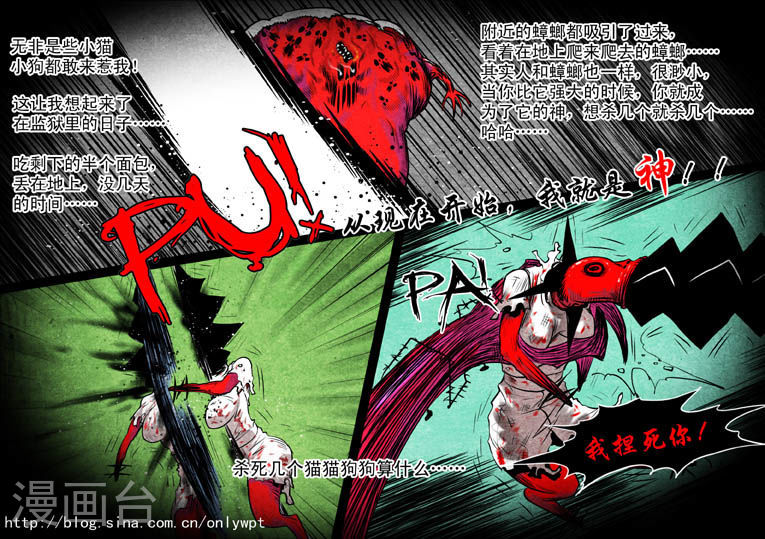 无非是些小猫
小狗都敢来惹我！
这让我想起来了
在监狱里的日子……
吃剩下的半个面包，
丢在地上，没几天
的时间……
附近的蟑螂都吸引了过来，
看着在地上爬来爬去的蟑螂……
其实人和蟑螂也一样，很渺小，
当你比它强大的时候，你就成
为了它的神，想杀几个就杀几个……
哈哈……
PU!
从现在开始，我就是神！！
PA!
我捏死你！
杀死几个猫猫狗狗算什么……
漫画台
http://blog.sina.com.cn/onlywpt